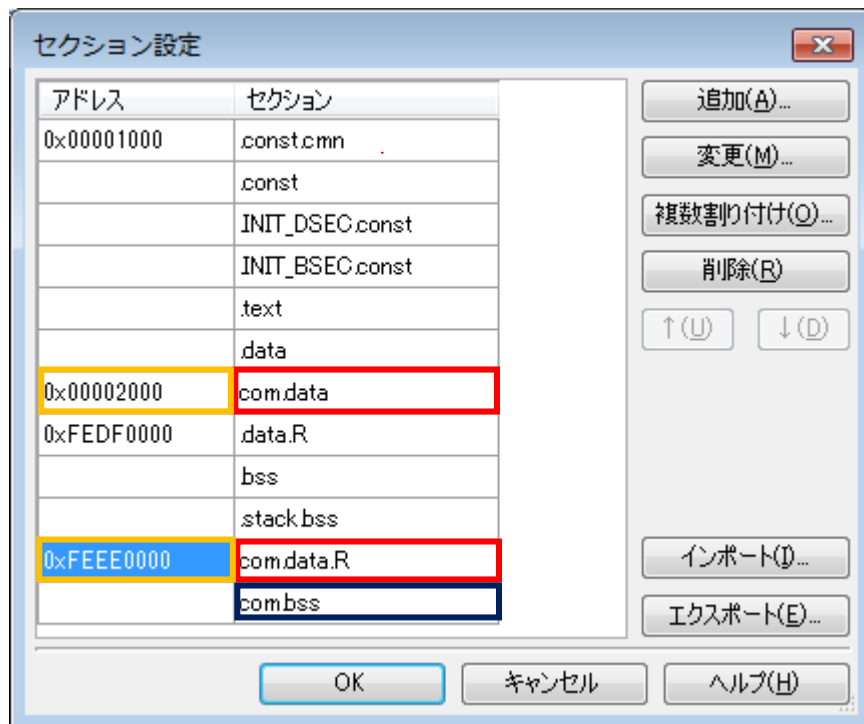 セクション設定
アドレス セクション
0x00001000 .const.cmn
.const
.INIT_DSEC.const
.INIT_BSEC.const
.text
.data
0x00002000 com.data
0xFEDF0000 .data.R
.bss
.stack.bss
0xFEEE0000 com.data.R
com.bss
追加(A)...
変更(M)...
複数割り付け(O)...
削除(R)
↑(U) ↓(D)
インポート(I)...
エクスポート(E)...
OK キャンセル ヘルプ(H)